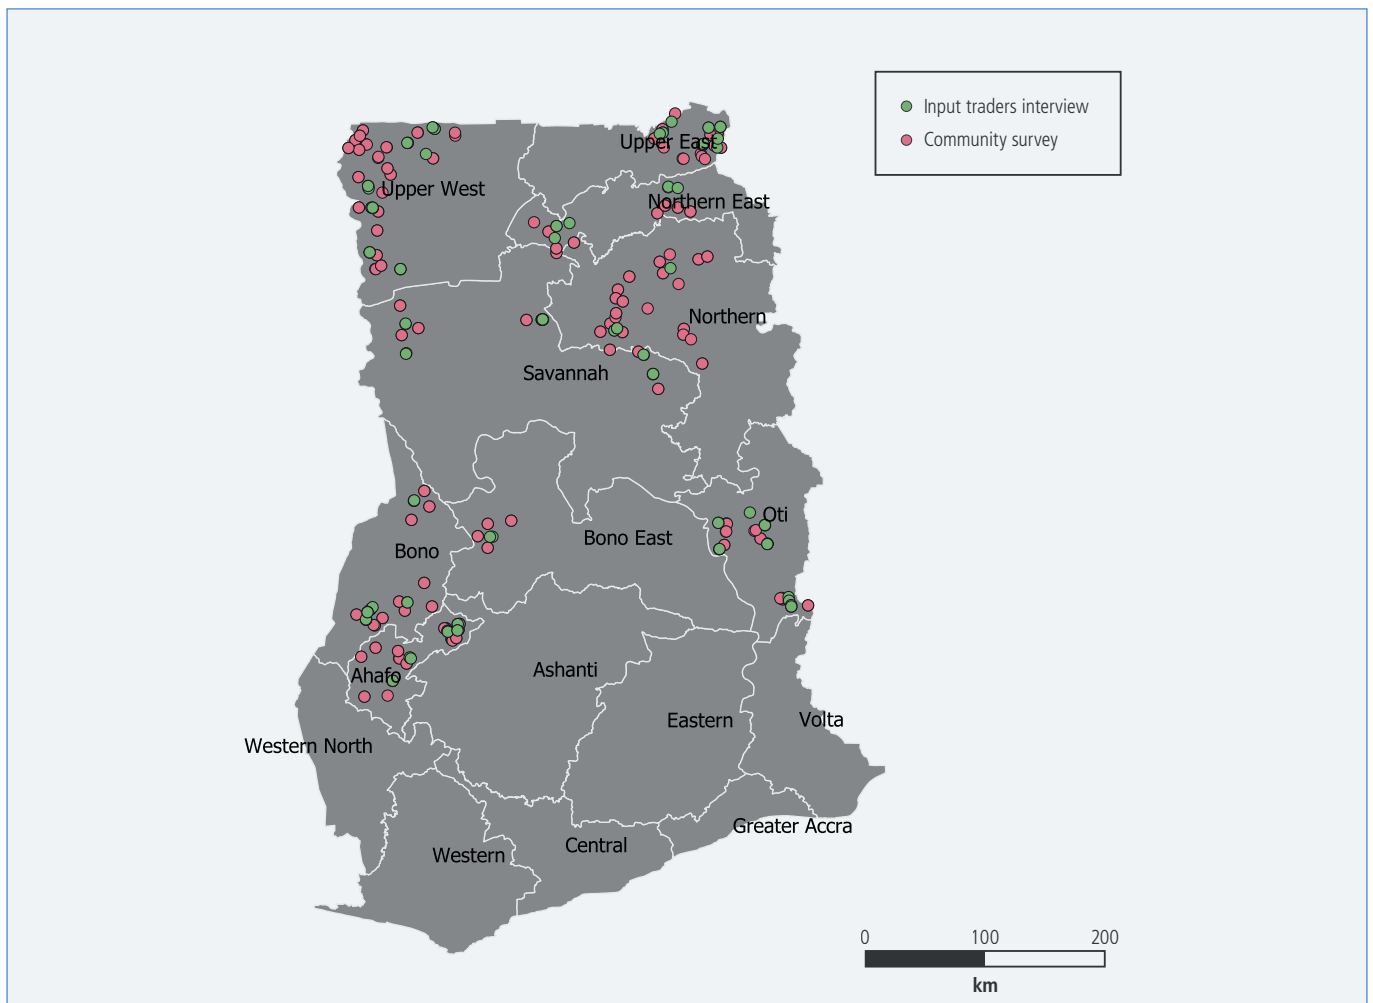 Input traders interview
Community survey
Upper East
Upper West
Northern East
Northern
Savannah
Oti
Bono East
Bono
Ashanti
Ahafo
Eastern
Volta
Western North
Greater Accra
Central
Western
0 100 200
km